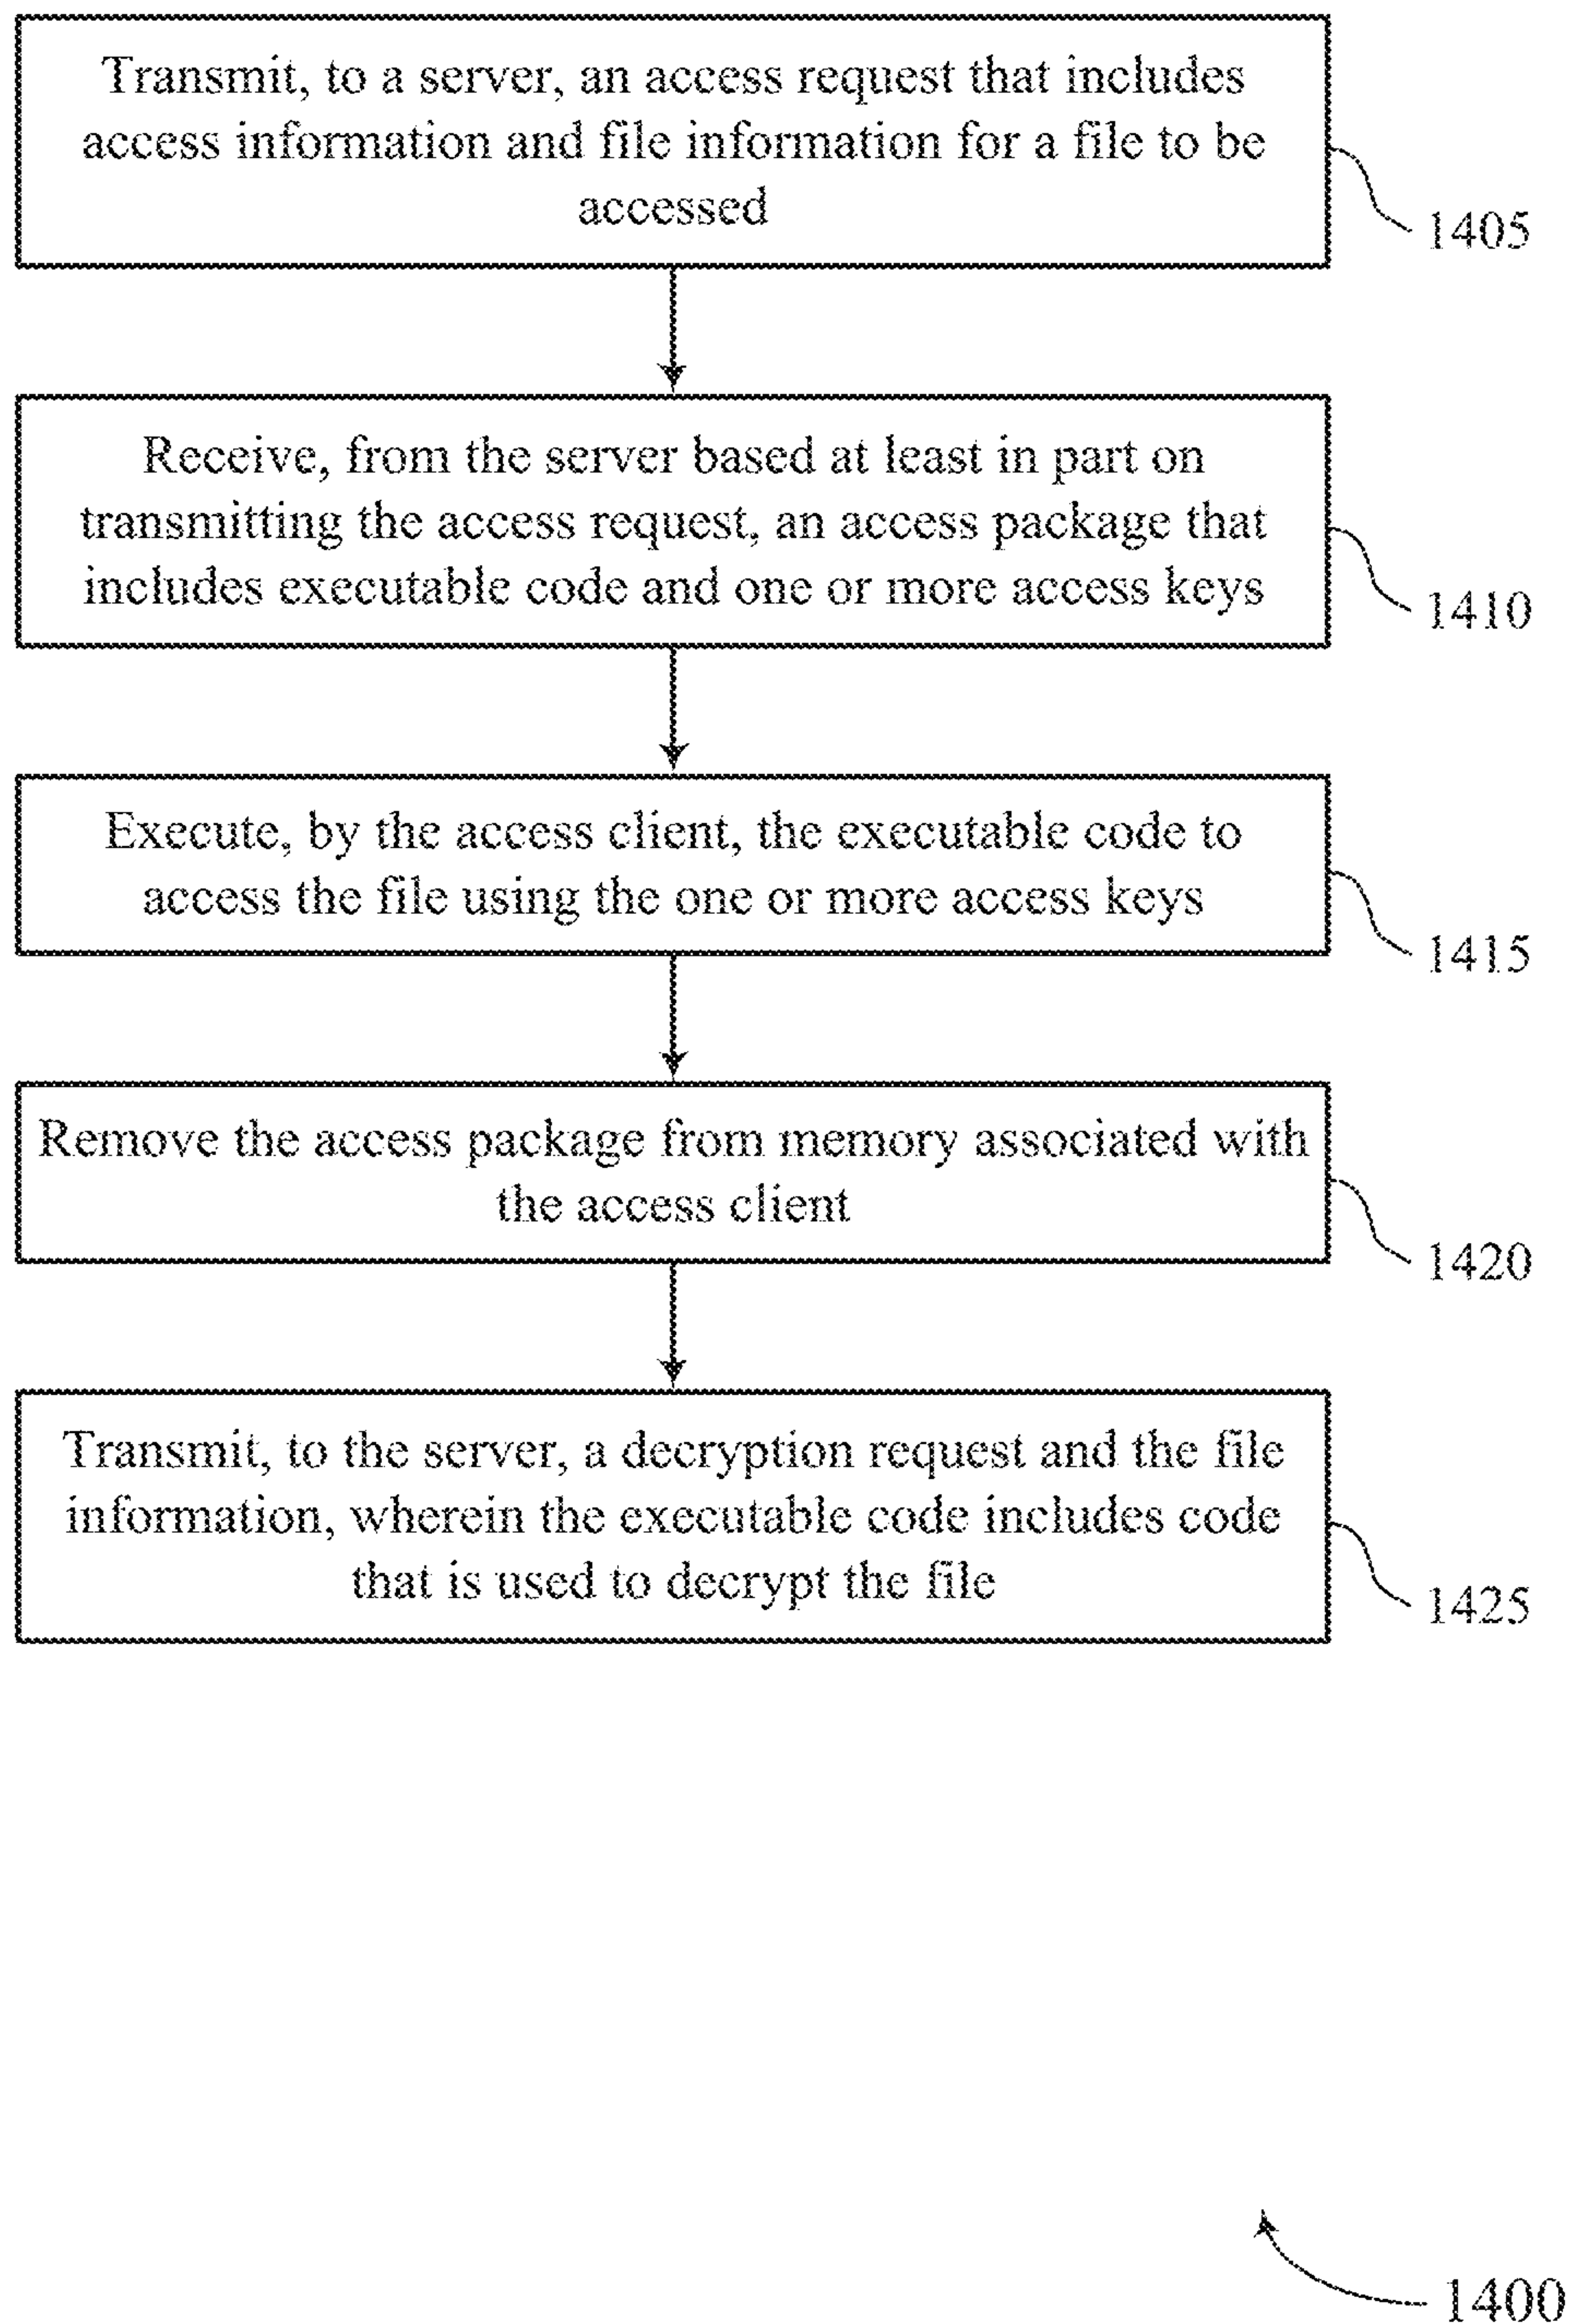 Transmit, to a server, an access request that includes
access information and file information for a file to be
accessed
1405
Receive, from the server based at least in part on
transmitting the access request, an access package that
includes executable code and one or more access keys
1410
Execute, by the access client, the executable code to
access the file using the one or more access keys
1415
Remove the access package from memory associated with
the access client
1420
Transmit, to the server, a decryption request and the file
information, wherein the executable code includes code
that is used to decrypt the file
1425
1400